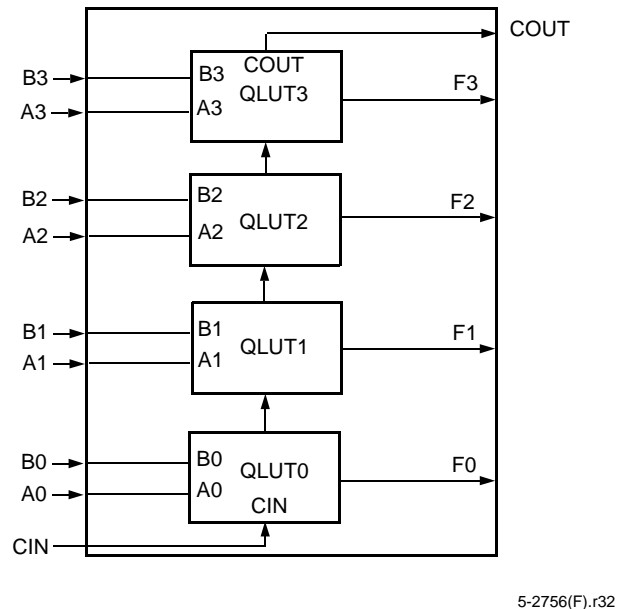 COUT
B3
B3
COUT
QLUT3
F3
A3
A3
B2
B2
QLUT2
F2
A2
A2
B1
B1
QLUT1
F1
A1
A1
B0
B0
QLUT0
F0
A0
A0
CIN
CIN
5-2756(F).r32